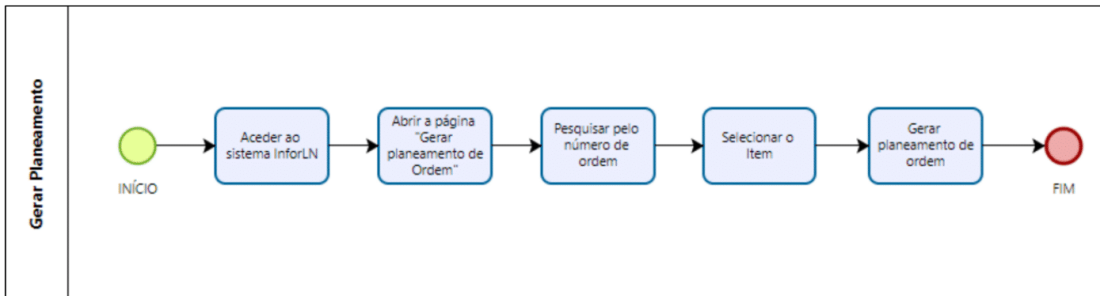 Gerar Planeamento
INÍCIO
Aceder ao
sistema InforLN
Abrir a página
"Gerar
planeamento de
Ordem"
Pesquisar pelo
número de
ordem
Selecionar o
Item
Gerar
planeamento de
ordem
FIM